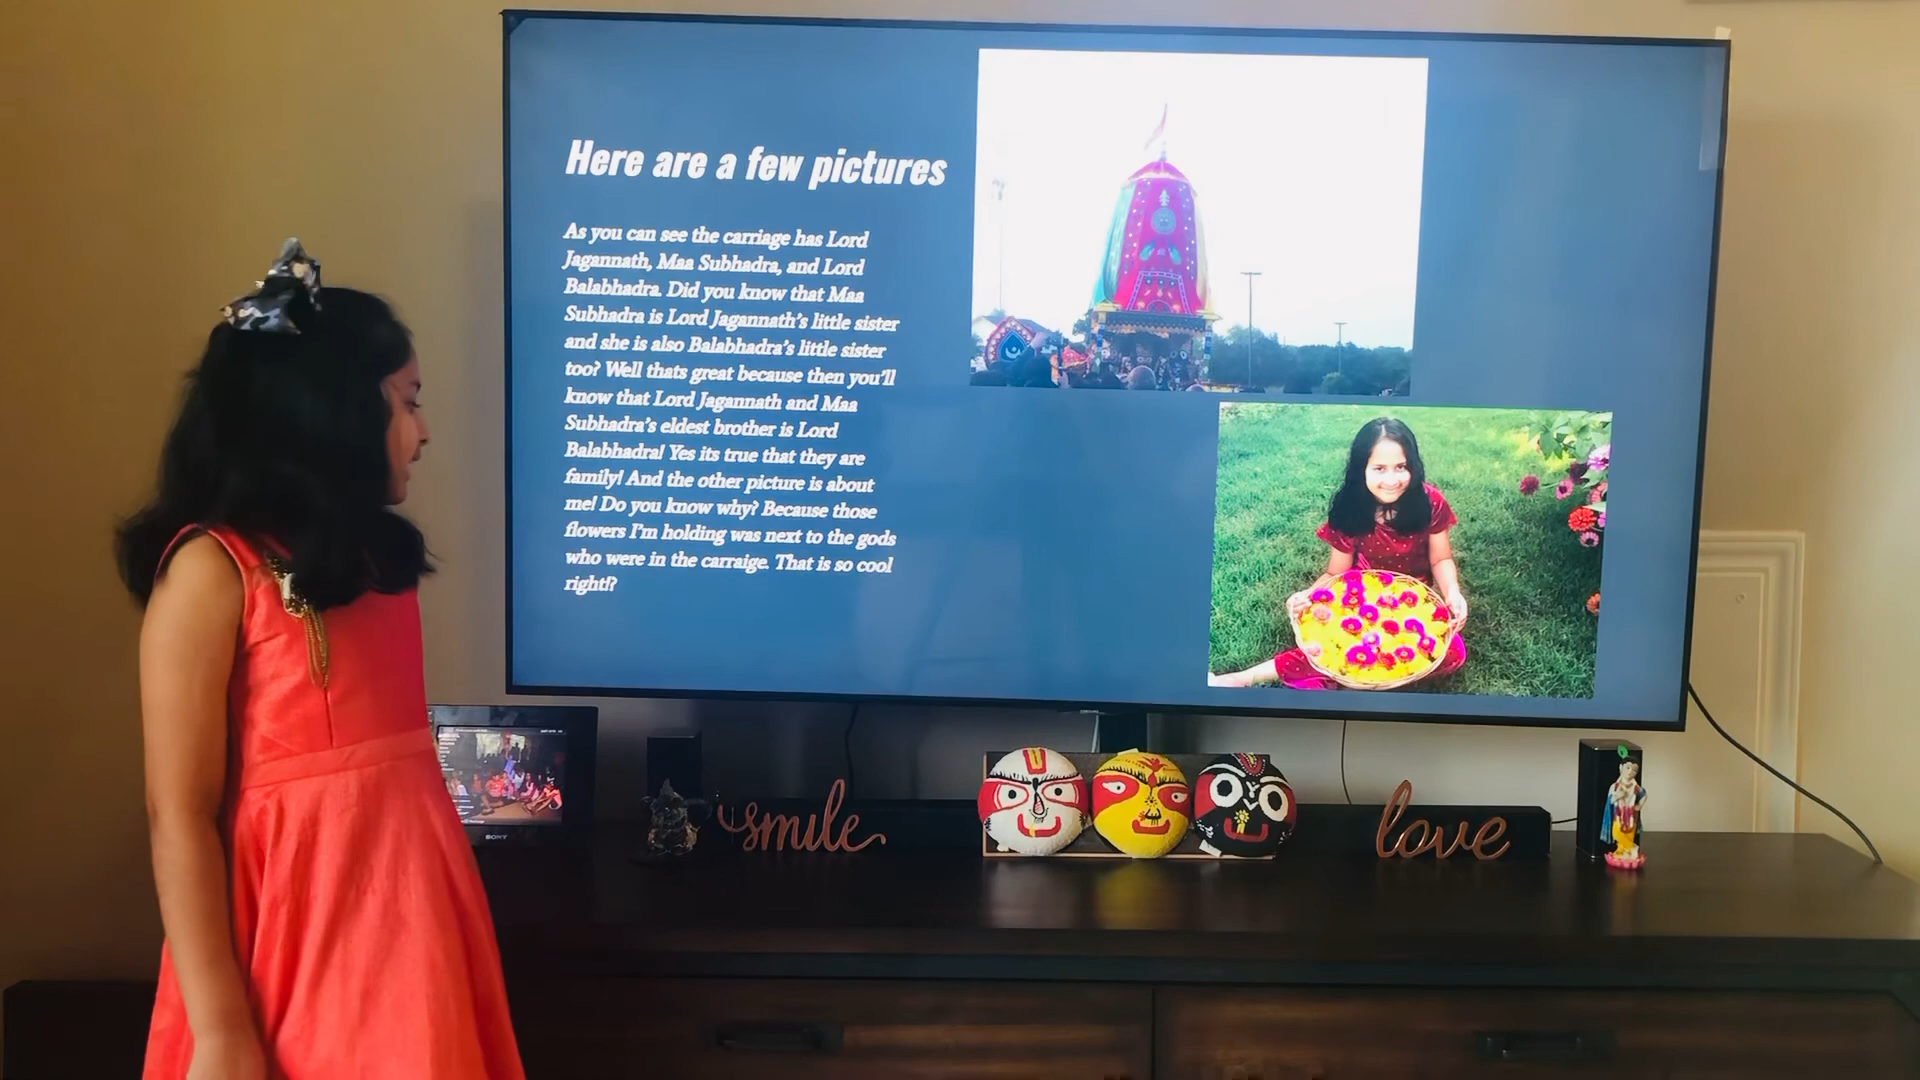 Here are a few pictures
As you can see the carriage has Lord
Jagannath, Maa Subhadra, and Lord
Balabhadra. Did you know that Maa
Subhadra is Lord Jagannath's little sister
and she is also Balabhadra's little sister
too? Well thats great because then you'll
know that Lord Jagannath and Maa
Subhadra's eldest brother is Lord
Balabhadra! Yes its true that they are
family! And the other picture is about
me! Do you know why? Because those
flowers I'm holding was next to the gods
who were in the carraige. That is so cool
right!?
SONY
smile
love